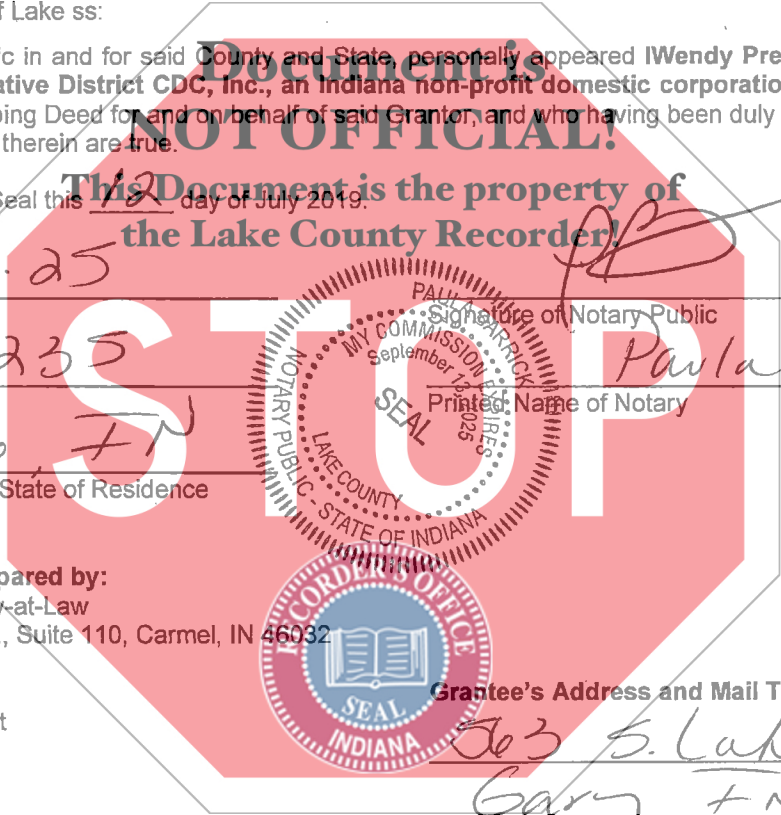 f Lake ss:
c in and for said County and State, personally appeared IWendy Pre
ative District CDC, Inc., an Indiana non-profit domestic corporatio
oing Deed for and on behalf of said Grantor, and who having been duly
therein are true.
Seal this 12 day of July 2019.
Document is
NOT OFFICIAL!
This Document is the property of
the Lake County Recorder!
STOP
. 25
Signature of Notary Public
235
Paula
Printed Name of Notary
, IN
State of Residence
PAULA BARRICK
NOTARY PUBLIC - STATE OF INDIANA
MY COMMISSION EXPIRES
September 13, 2025
SEAL
LAKE COUNTY
pared by:
y-at-Law
., Suite 110, Carmel, IN 46032
RECORDER'S OFFICE
SEAL
INDIANA
Grantee's Address and Mail T
t
563 S. Lak
Gary IN